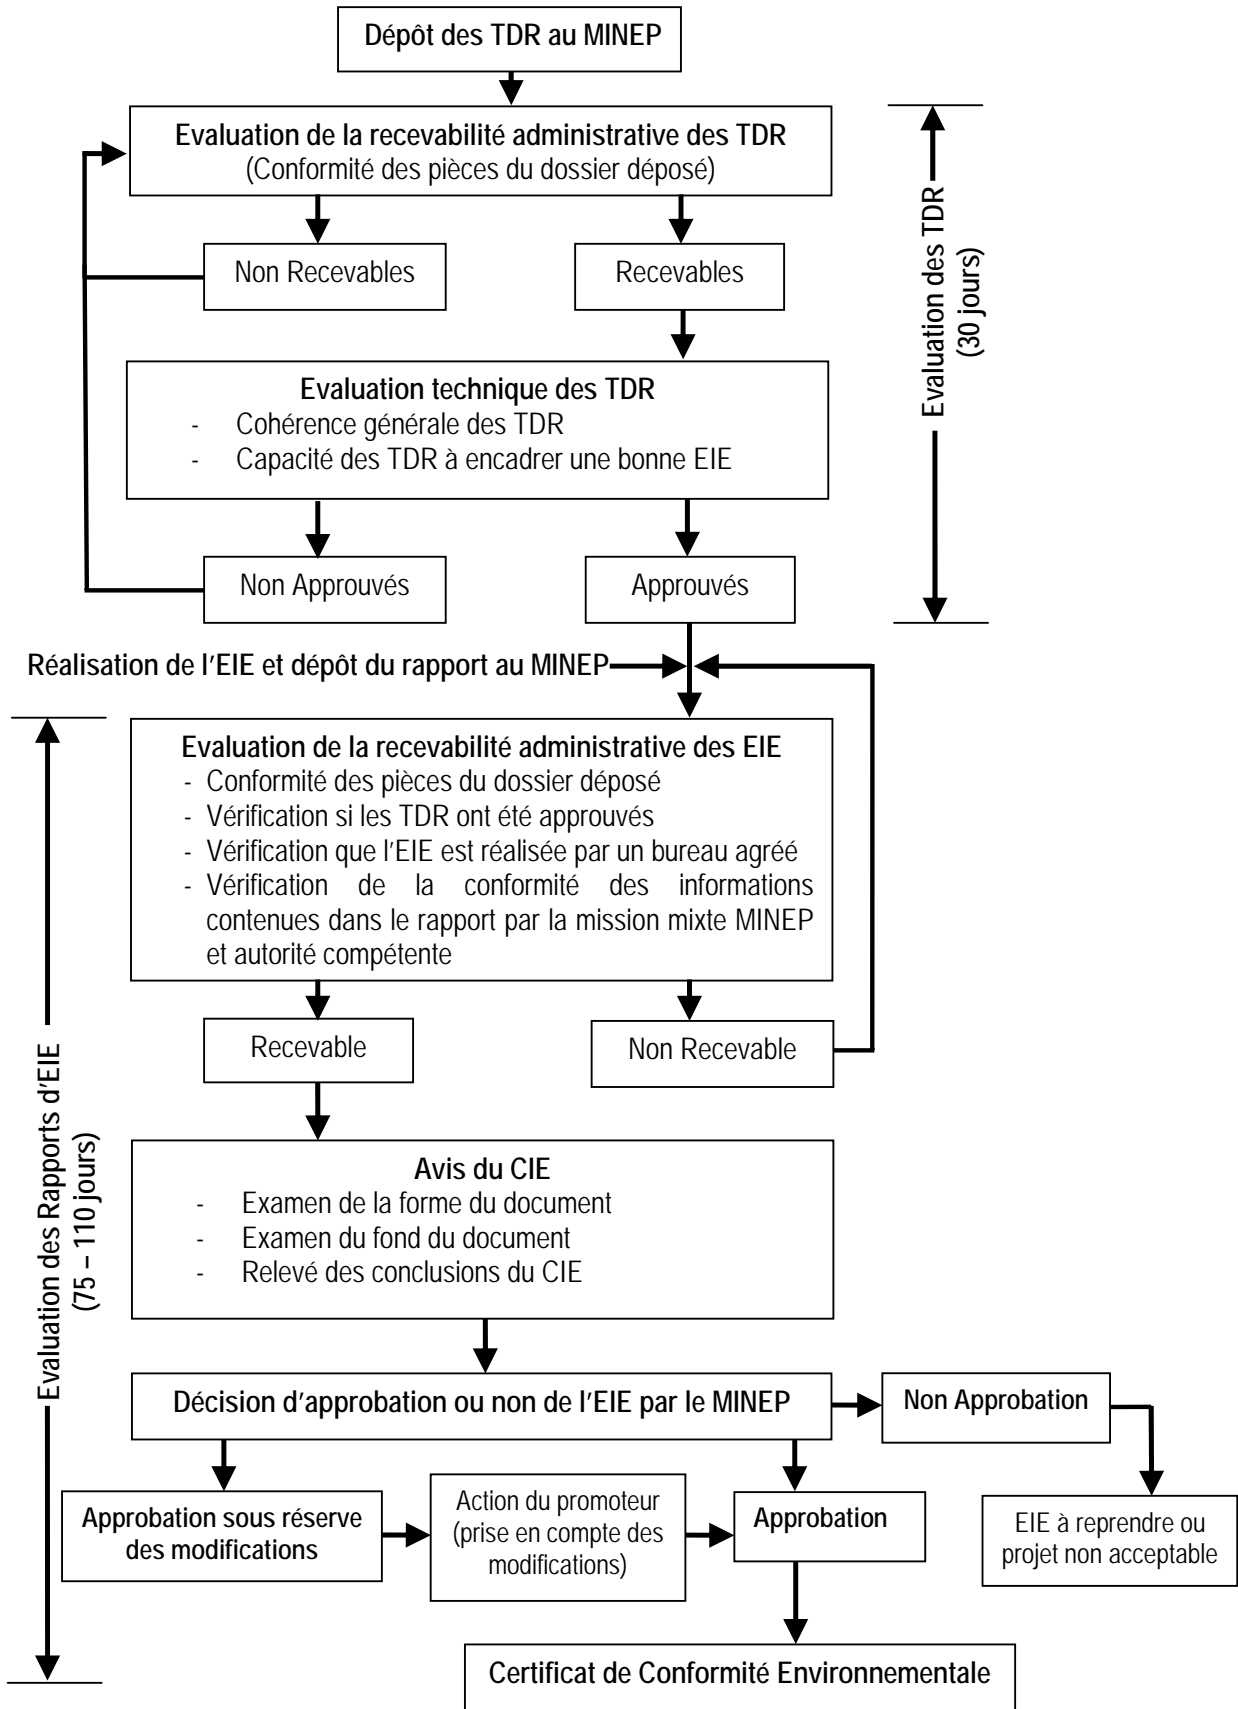 Dépôt des TDR au MINEP
Evaluation de la recevabilité administrative des TDR
(Conformité des pièces du dossier déposé)
Non Recevables
Recevables
Evaluation des TDR
(30 jours)
Evaluation technique des TDR
- Cohérence générale des TDR
- Capacité des TDR à encadrer une bonne EIE
Non Approuvés
Approuvés
Réalisation de l'EIE et dépôt du rapport au MINEP
Evaluation de la recevabilité administrative des EIE
- Conformité des pièces du dossier déposé
- Vérification si les TDR ont été approuvés
- Vérification que l'EIE est réalisée par un bureau agréé
- Vérification de la conformité des informations
contenues dans le rapport par la mission mixte MINEP
et autorité compétente
Recevable
Non Recevable
Evaluation des Rapports d'EIE
(75 – 110 jours)
Avis du CIE
- Examen de la forme du document
- Examen du fond du document
- Relevé des conclusions du CIE
Décision d'approbation ou non de l'EIE par le MINEP
Non Approbation
Approbation sous réserve
des modifications
Action du promoteur
(prise en compte des
modifications)
Approbation
EIE à reprendre ou
projet non acceptable
Certificat de Conformité Environnementale